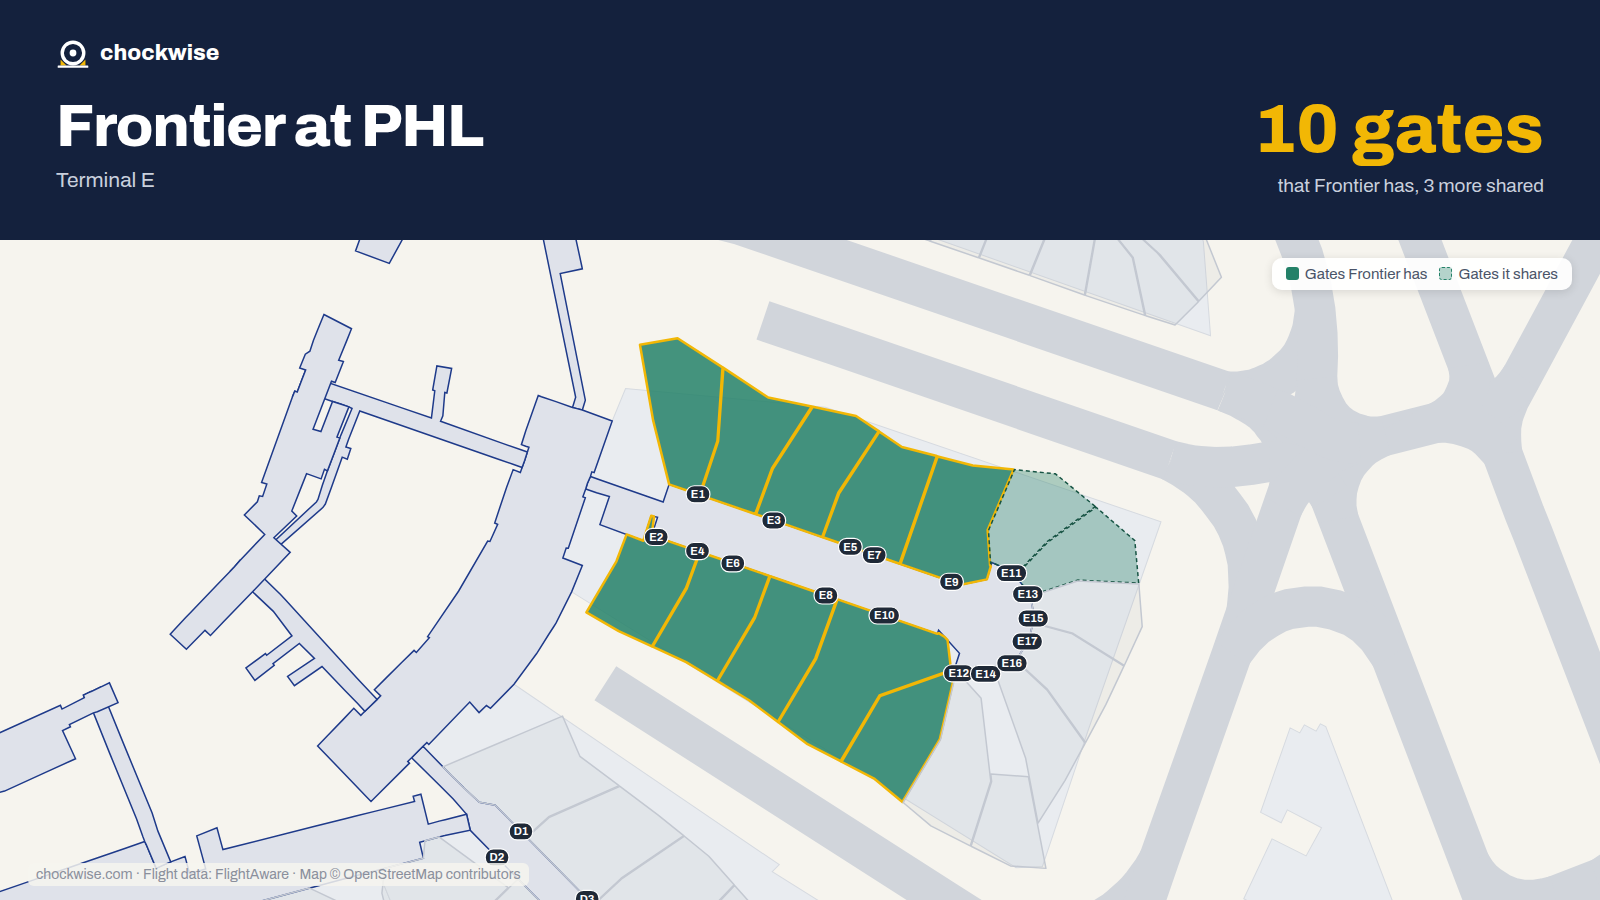 chockwise
Frontier at PHL
Terminal E
10 gates
that Frontier has, 3 more shared
Gates Frontier has
Gates it shares
E1
E3
E2
E4
E5
E6
E7
E9
E11
E8
E13
E10
E15
E17
E16
E12
E14
D1
D2
D3
chockwise.com · Flight data: FlightAware · Map © OpenStreetMap contributors